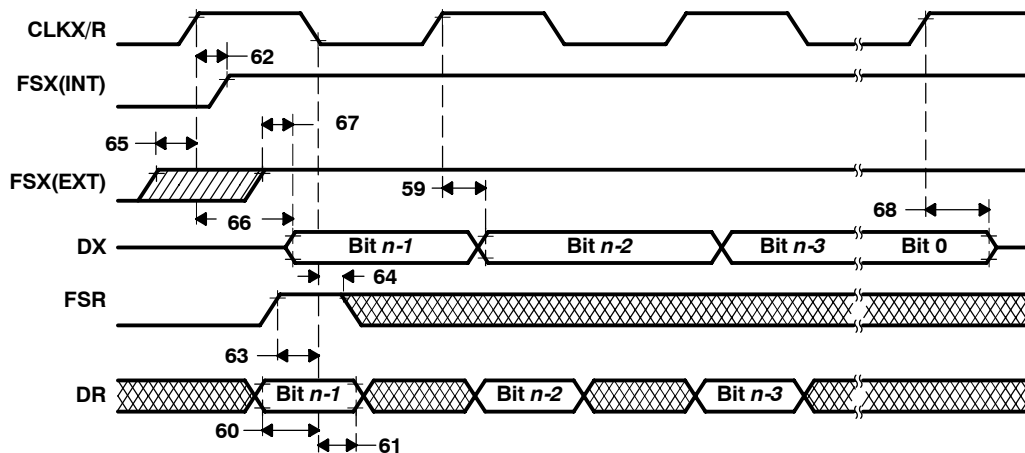 CLKX/R
62
FSX(INT)
67
65
FSX(EXT)
59
66
68
DX
Bit n-1
Bit n-2
Bit n-3
Bit 0
64
FSR
63
DR
Bit n-1
Bit n-2
Bit n-3
60
61